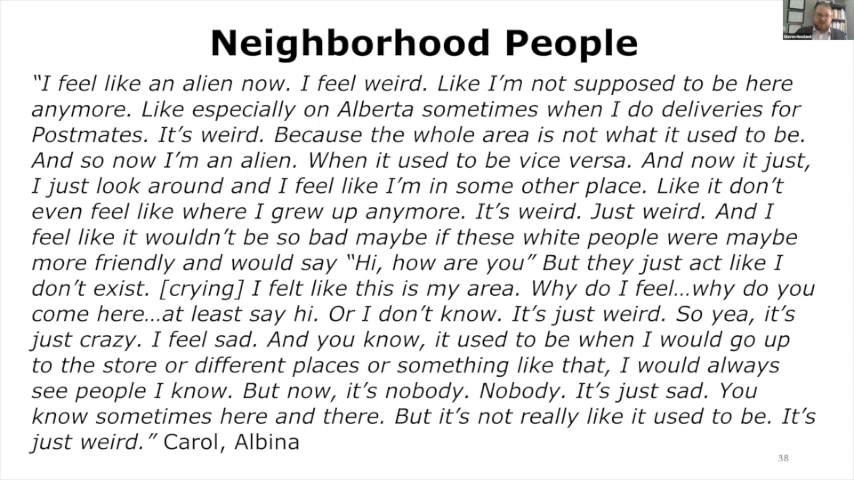 Neighborhood People
“I feel like an alien now. I feel weird. Like I’m not supposed to be here
anymore. Like especially on Alberta sometimes when I do deliveries for
Postmates. It’s weird. Because the whole area is not what it used to be.
And so now I’m an alien. When it used to be vice versa. And now it just,
I just look around and I feel like I’m in some other place. Like it don’t
even feel like where I grew up anymore. It’s weird. Just weird. And I
feel like it wouldn’t be so bad maybe if these white people were maybe
more friendly and would say “Hi, how are you” But they just act like I
don’t exist. [crying] I felt like this is my area. Why do I feel…why do you
come here…at least say hi. Or I don’t know. It’s just weird. So yea, it’s
just crazy. I feel sad. And you know, it used to be when I would go up
to the store or different places or something like that, I would always
see people I know. But now, it’s nobody. Nobody. It’s just sad. You
know sometimes here and there. But it’s not really like it used to be. It’s
just weird.” Carol, Albina
38